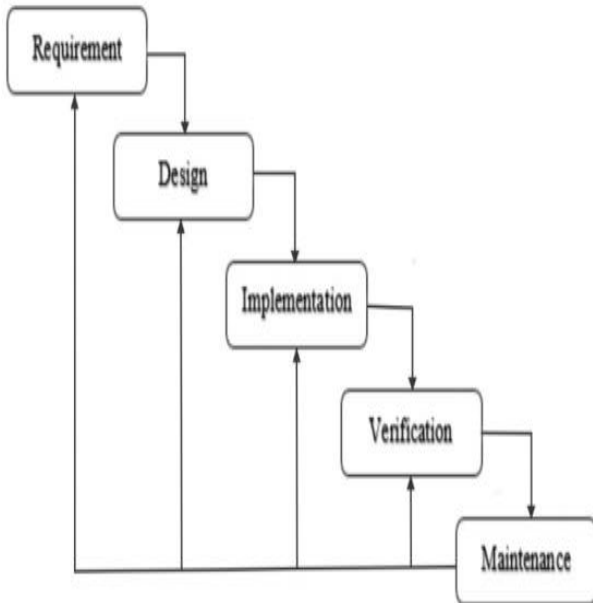 Requirement
Design
Implementation
Verification
Maintenance